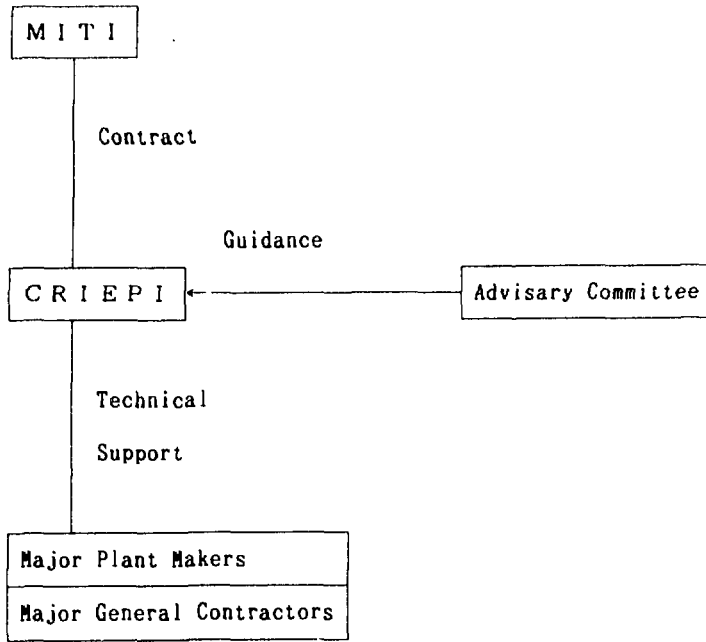 M I T I
Contract
Guidance
C R I E P I
Advisary Committee
Technical
Support
Major Plant Makers
Major General Contractors